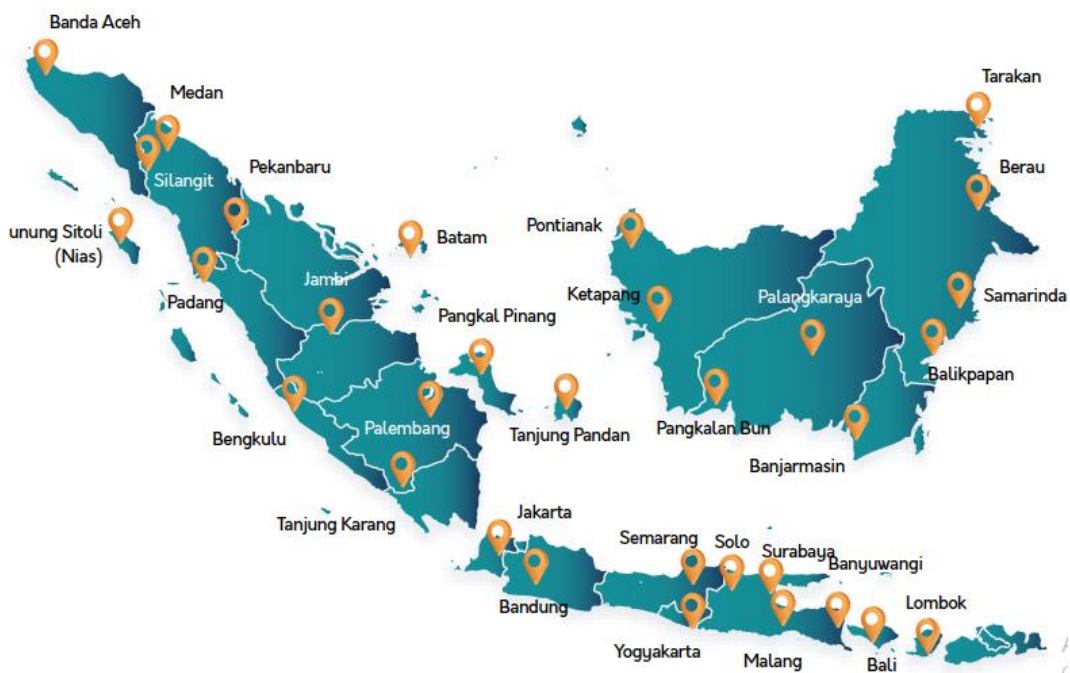 Banda Aceh
Medan
Silangit
Pekanbaru
unung Sitoli
(Nias)
Batam
Padang
Jambi
Pangkal Pinang
Bengkulu
Palembang
Tanjung Pandan
Tanjung Karang
Tarakan
Berau
Pontianak
Ketapang
Palangkaraya
Samarinda
Balikpapan
Pangkalan Bun
Banjarmasin
Jakarta
Bandung
Semarang
Solo
Surabaya
Banyuwangi
Yogyakarta
Malang
Bali
Lombok